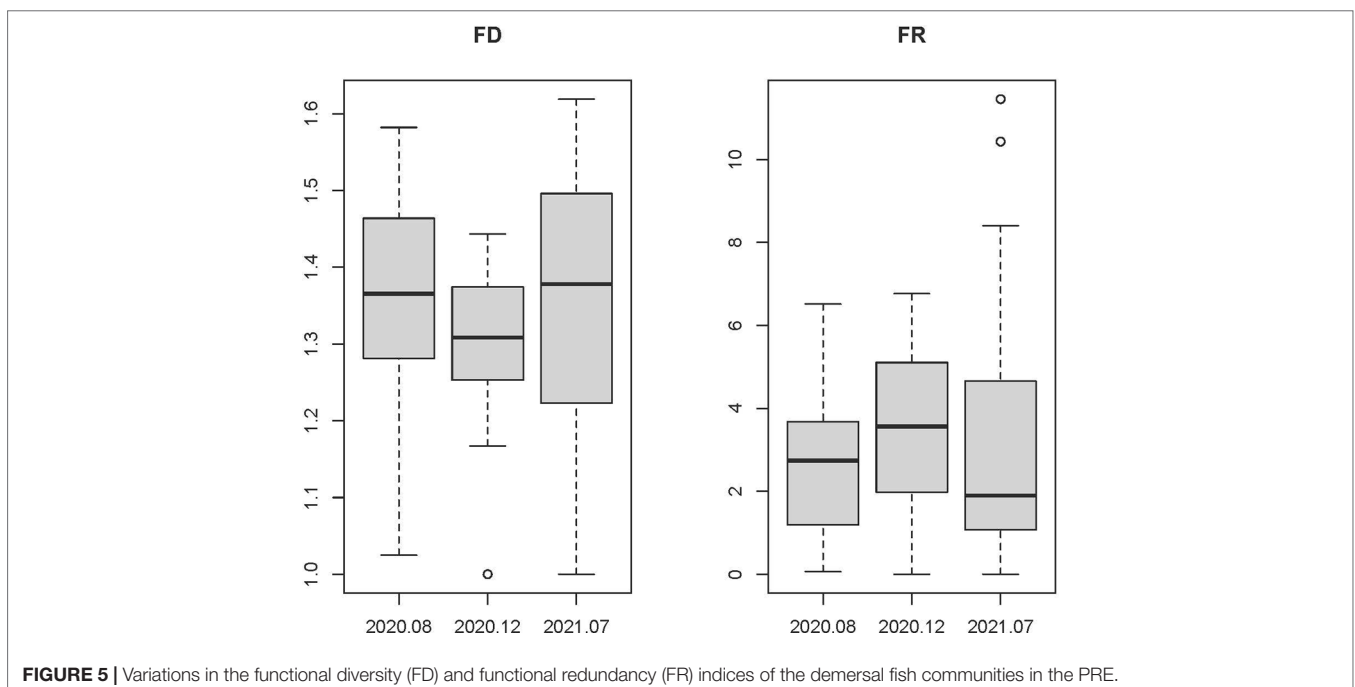 FD
FR
1.6
1.5
1.4
1.3
1.2
1.1
1.0
10
8
6
4
2
0
2020.08 2020.12 2021.07
2020.08 2020.12 2021.07
FIGURE 5 | Variations in the functional diversity (FD) and functional redundancy (FR) indices of the demersal fish communities in the PRE.